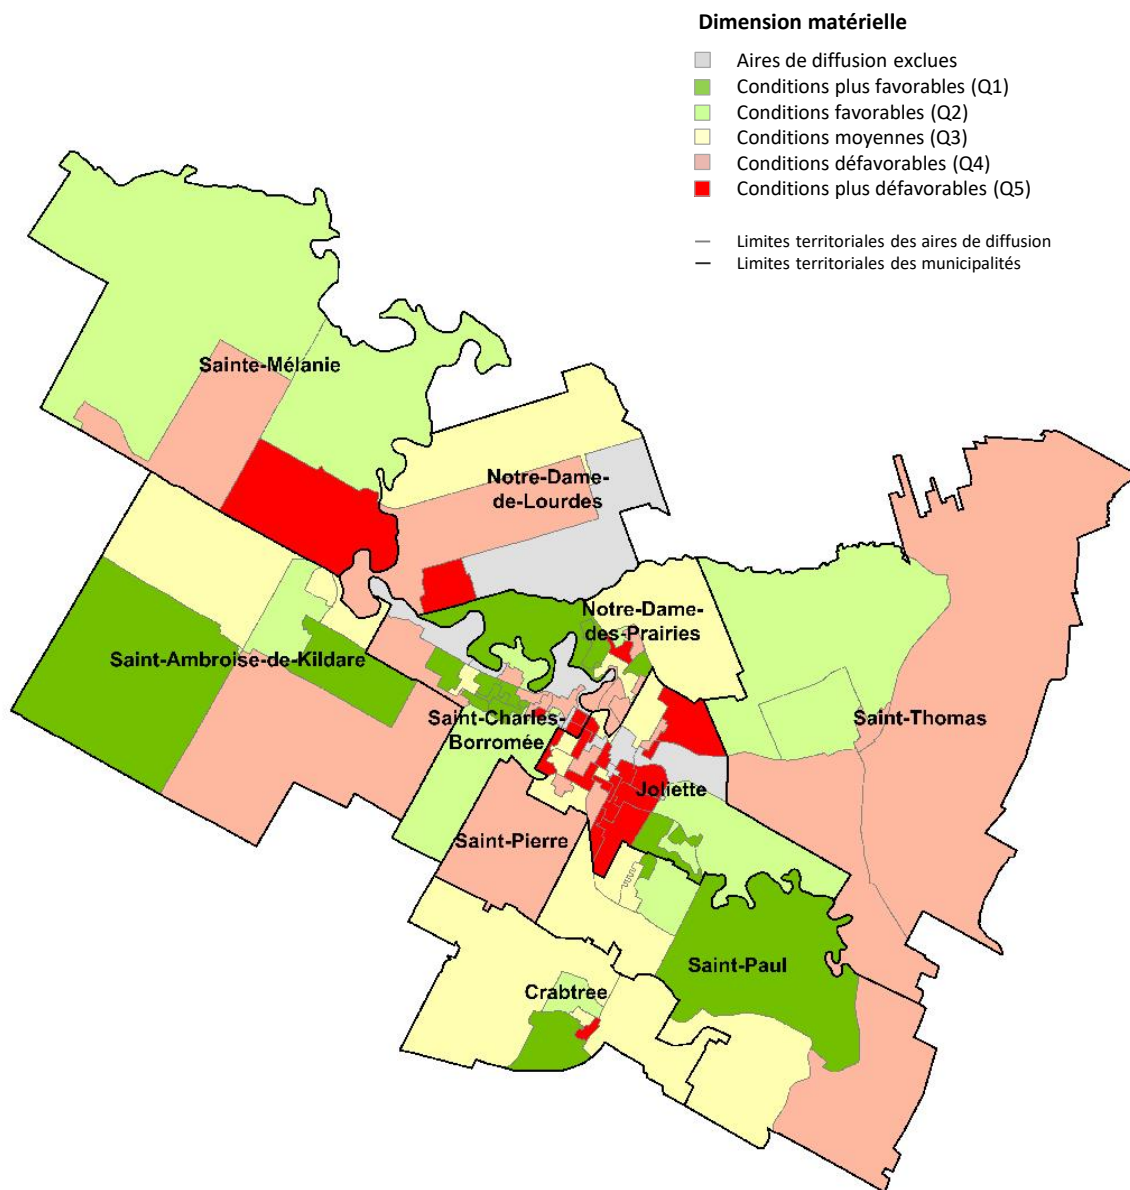 Dimension matérielle
Aires de diffusion exclues
Conditions plus favorables (Q1)
Conditions favorables (Q2)
Conditions moyennes (Q3)
Conditions défavorables (Q4)
Conditions plus défavorables (Q5)
Limites territoriales des aires de diffusion
Limites territoriales des municipalités
Sainte-Mélanie
Notre-Dame-
de-Lourdes
Notre-Dame-
des-Prairies
Saint-Ambroise-de-Kildare
Saint-Charles-
Borromée
Saint-Thomas
Joliette
Saint-Pierre
Saint-Paul
Crabtree